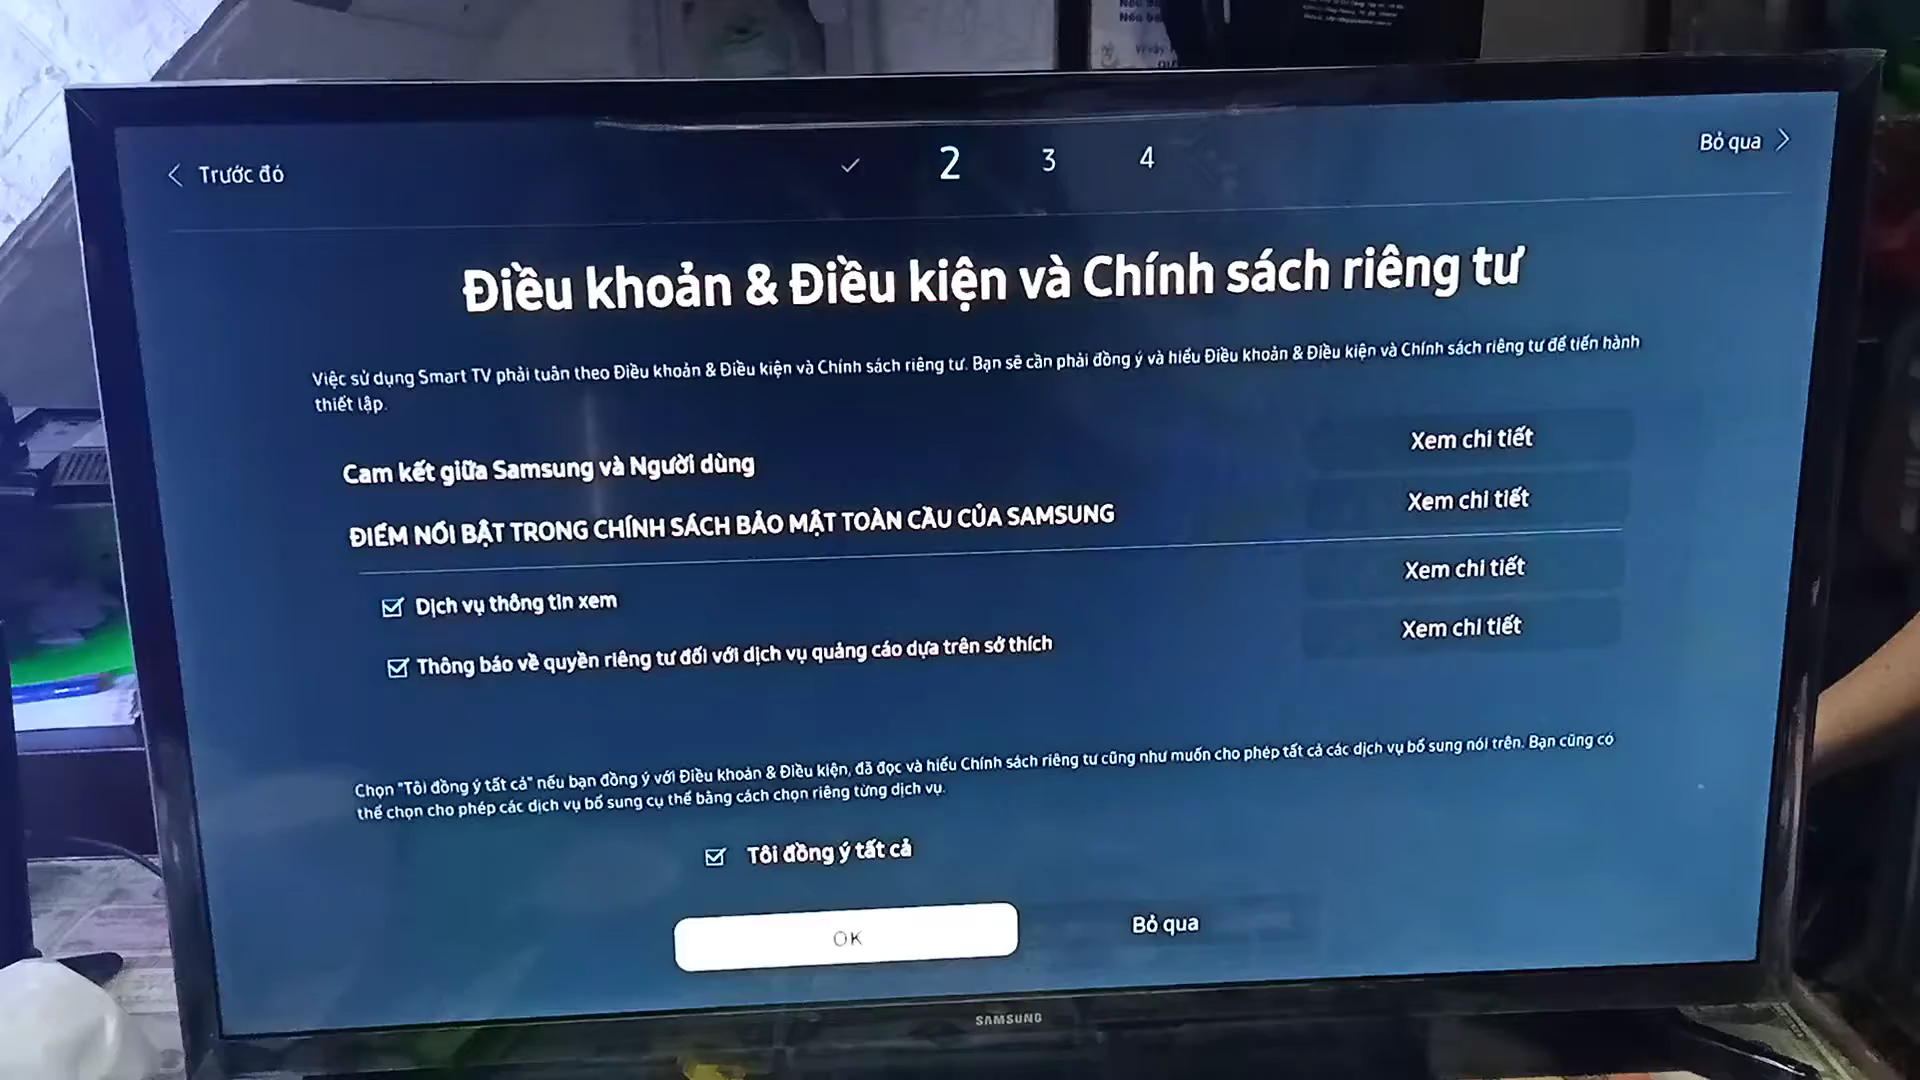 Trước đó
2
3
4
Bỏ qua
Điều khoản & Điều kiện và Chính sách riêng tư
Việc sử dụng Smart TV phải tuân theo Điều khoản & Điều kiện và Chính sách riêng tư. Bạn sẽ cần phải đồng ý và hiểu Điều khoản & Điều kiện và Chính sách riêng tư để tiến hành
thiết lập.
Cam kết giữa Samsung và Người dùng
Xem chi tiết
ĐIỂM NỔI BẬT TRONG CHÍNH SÁCH BẢO MẬT TOÀN CẦU CỦA SAMSUNG
Xem chi tiết
Dịch vụ thông tin xem
Xem chi tiết
Thông báo về quyền riêng tư đối với dịch vụ quảng cáo dựa trên sở thích
Xem chi tiết
Chọn "Tôi đồng ý tất cả" nếu bạn đồng ý với Điều khoản & Điều kiện, đã đọc và hiểu Chính sách riêng tư cũng như muốn cho phép tất cả các dịch vụ bổ sung nói trên. Bạn cũng có
thể chọn cho phép các dịch vụ bổ sung cụ thể bằng cách chọn riêng từng dịch vụ.
Tôi đồng ý tất cả
OK
Bỏ qua
SAMSUNG